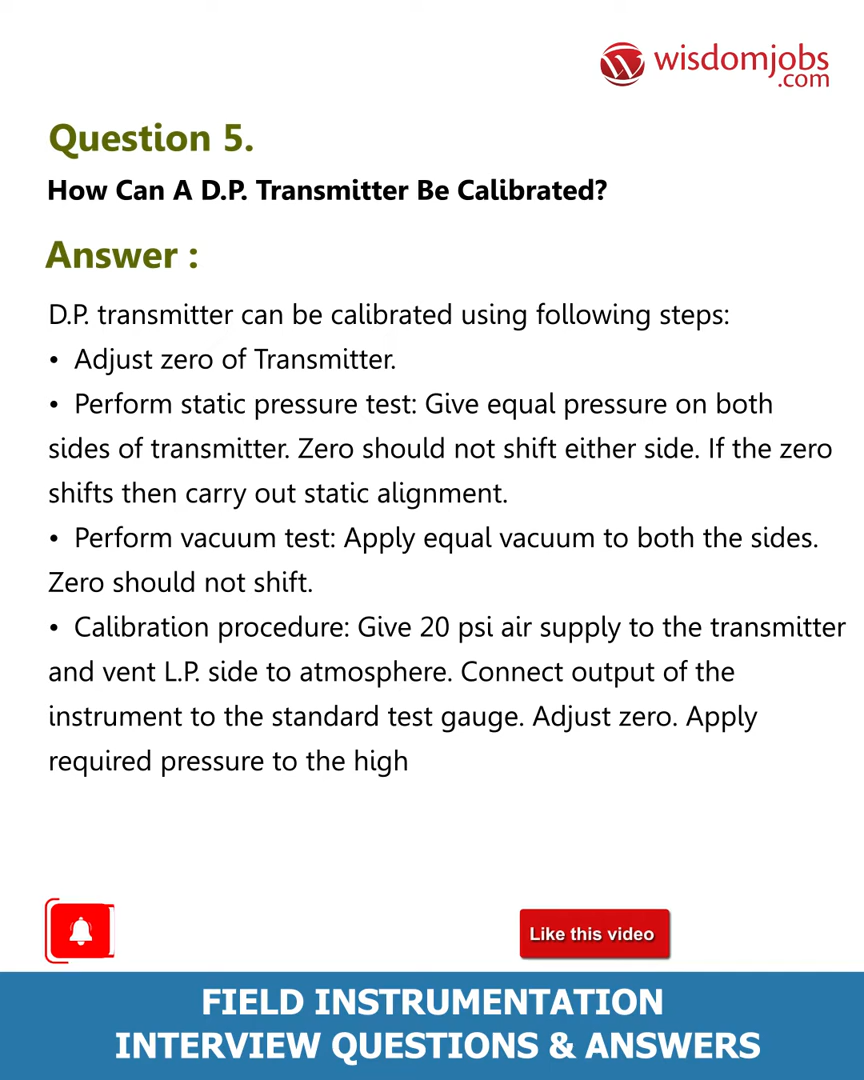 wisdomjobs
.com
Question 5.
How Can A D.P. Transmitter Be Calibrated?
Answer :
D.P. transmitter can be calibrated using following steps:
• Adjust zero of Transmitter.
• Perform static pressure test: Give equal pressure on both
sides of transmitter. Zero should not shift either side. If the zero
shifts then carry out static alignment.
• Perform vacuum test: Apply equal vacuum to both the sides.
Zero should not shift.
• Calibration procedure: Give 20 psi air supply to the transmitter
and vent L.P. side to atmosphere. Connect output of the
instrument to the standard test gauge. Adjust zero. Apply
required pressure to the high
Like this video
FIELD INSTRUMENTATION
INTERVIEW QUESTIONS & ANSWERS